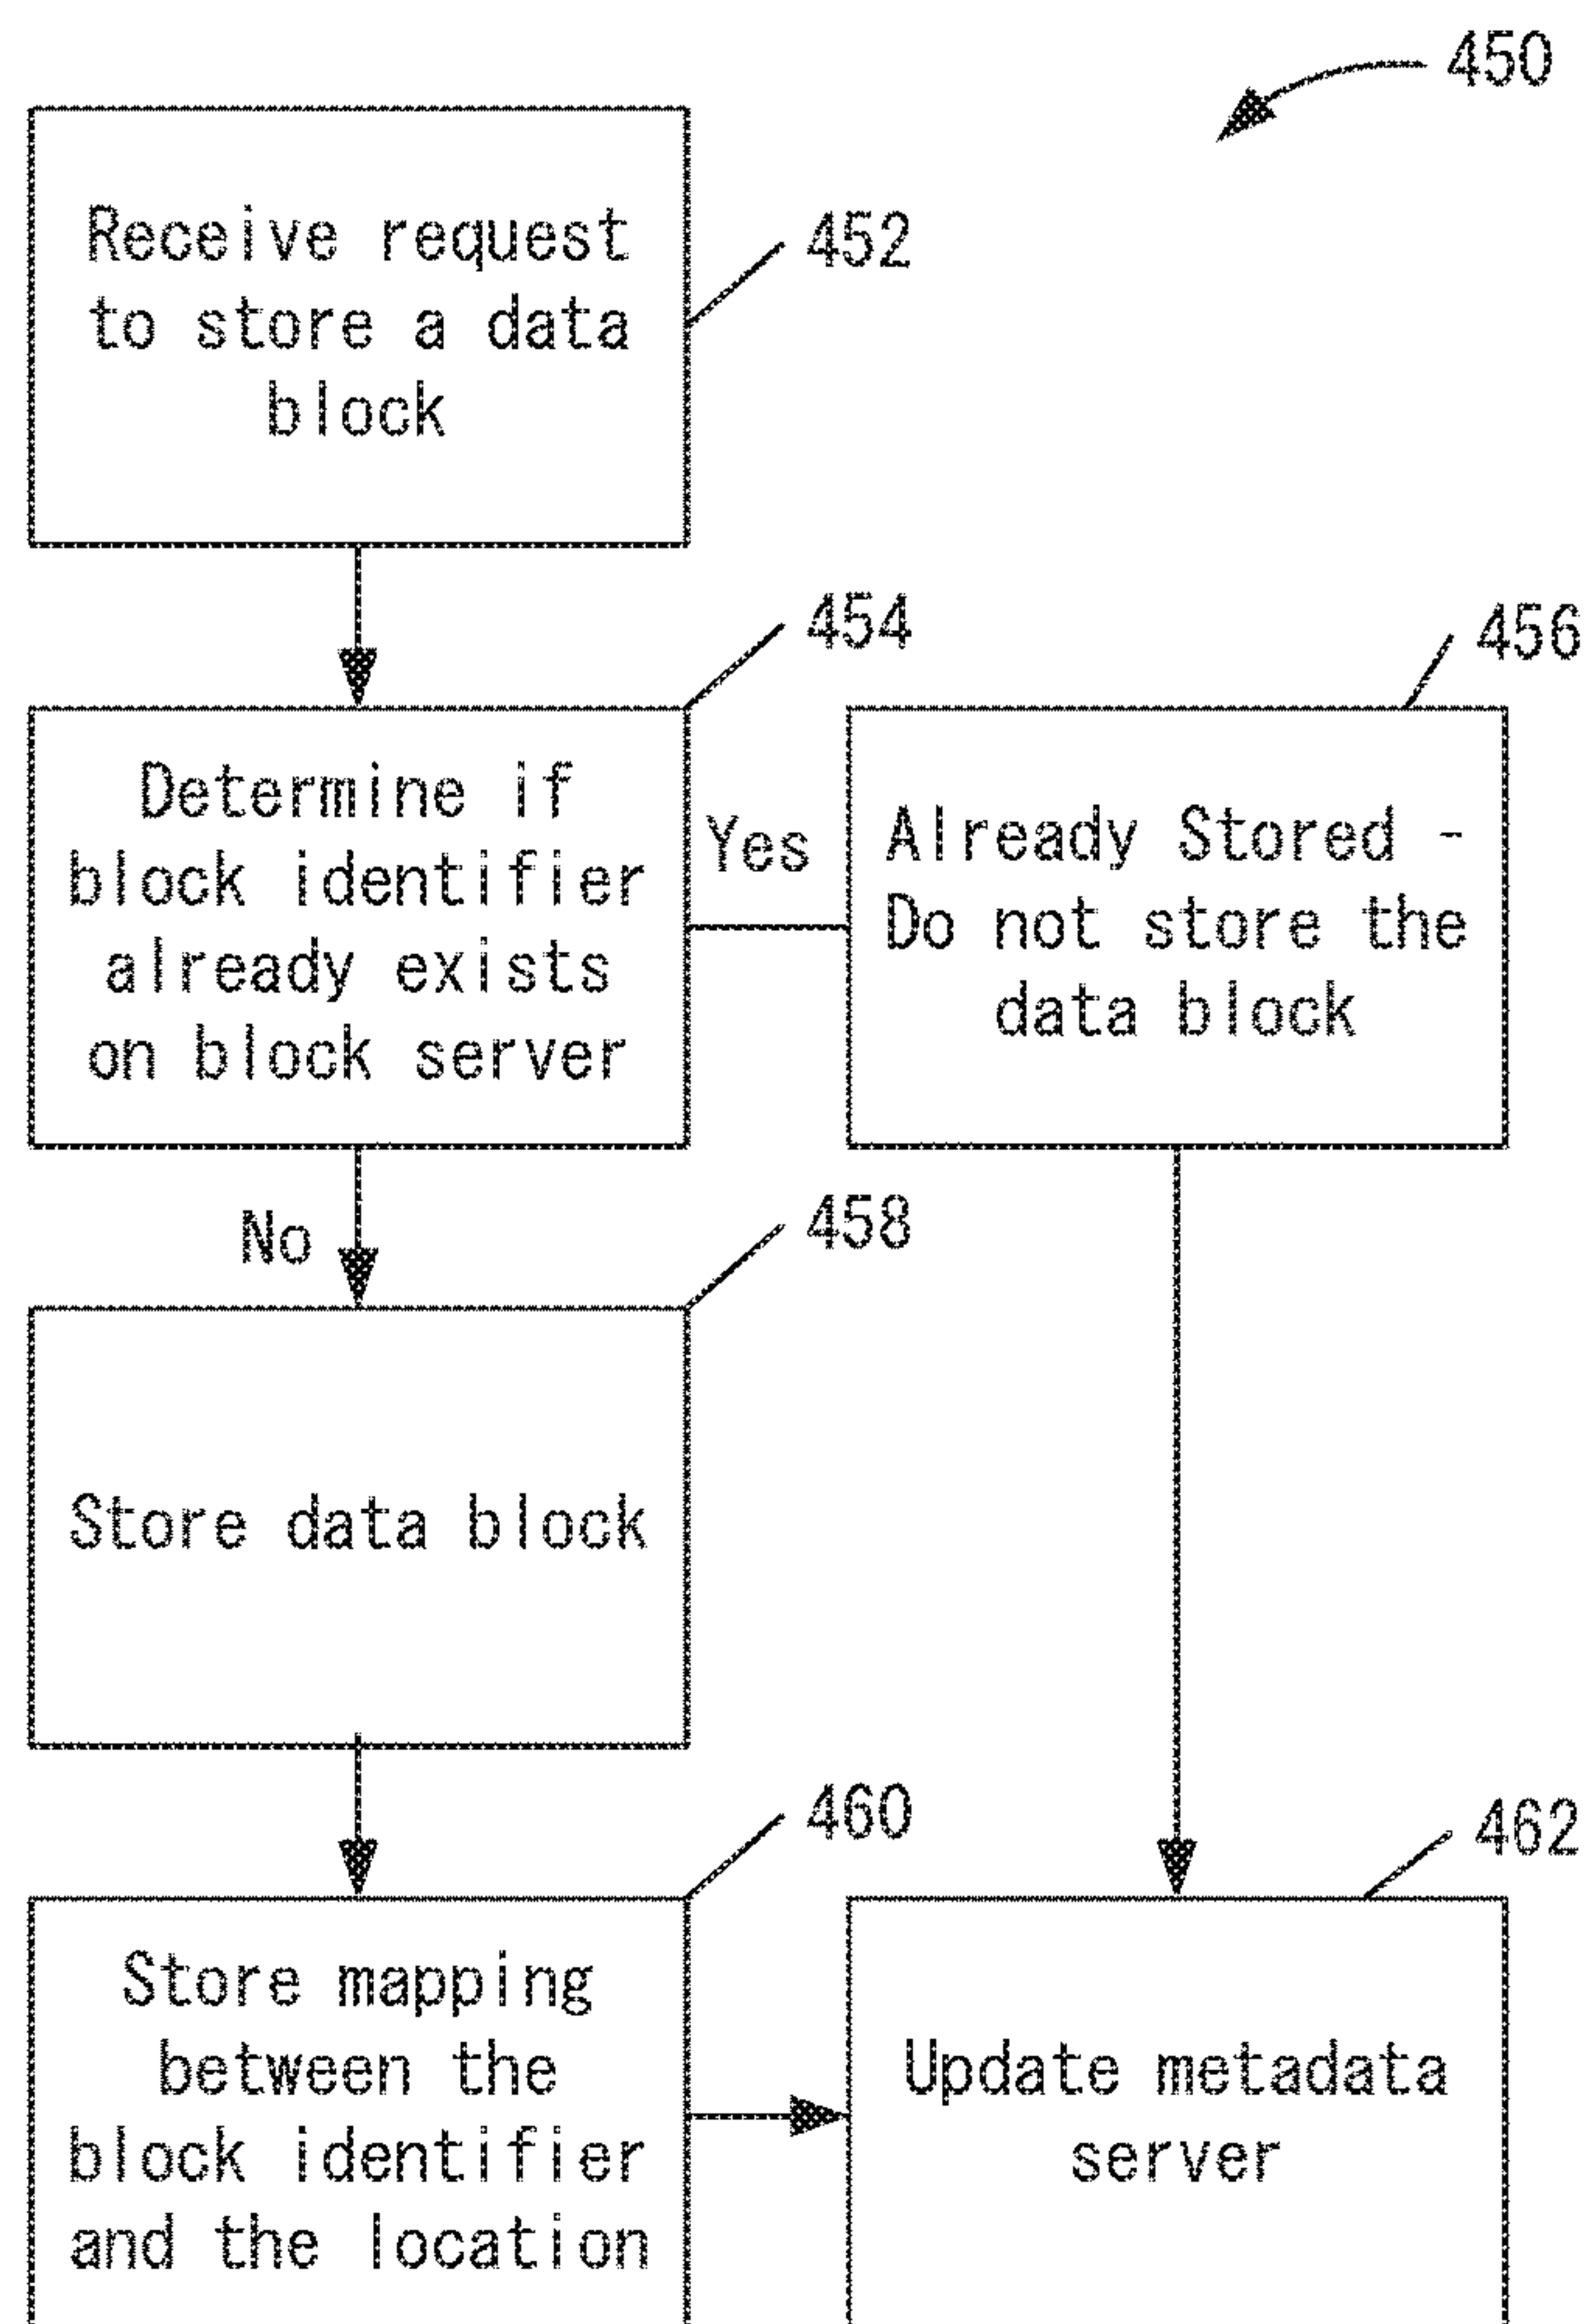 450
Receive request
to store a data
block
452
454
456
Determine if
block identifier
already exists
on block server
Yes
Already Stored -
Do not store the
data block
No
458
Store data block
460
462
Store mapping
between the
block identifier
and the location
Update metadata
server